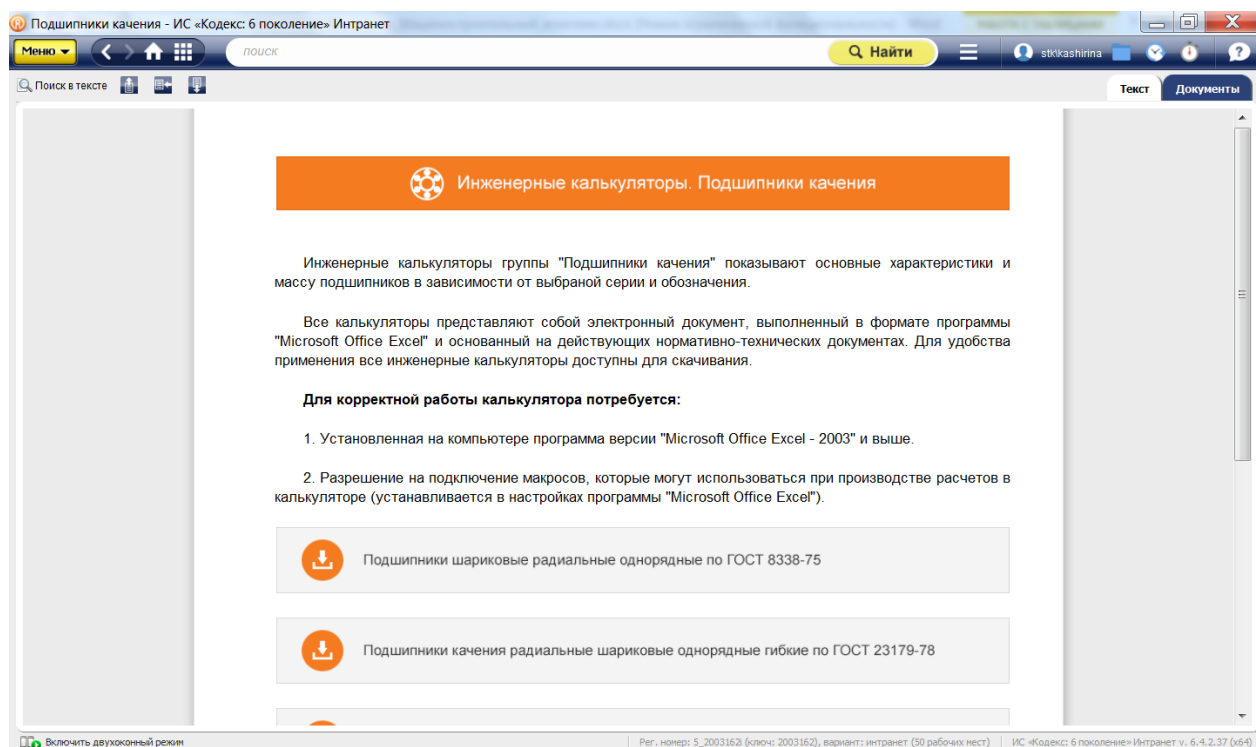 Подшипники качения - ИС «Кодекс: 6 поколение» Интранет
Меню
поиск
Найти
stk\kashirina
Поиск в тексте
Текст
Документы
Инженерные калькуляторы. Подшипники качения
Инженерные калькуляторы группы "Подшипники качения" показывают основные характеристики и
массу подшипников в зависимости от выбраной серии и обозначения.
Все калькуляторы представляют собой электронный документ, выполненный в формате программы
"Microsoft Office Excel" и основанный на действующих нормативно-технических документах. Для удобства
применения все инженерные калькуляторы доступны для скачивания.
Для корректной работы калькулятора потребуется:
1. Установленная на компьютере программа версии "Microsoft Office Excel - 2003" и выше.
2. Разрешение на подключение макросов, которые могут использоваться при производстве расчетов в
калькуляторе (устанавливается в настройках программы "Microsoft Office Excel").
Подшипники шариковые радиальные однорядные по ГОСТ 8338-75
Подшипники качения радиальные шариковые однорядные гибкие по ГОСТ 23179-78
Включить двухоконный режим
Рег. номер: 5_2003162 (ключ: 2003162), вариант: интранет (50 рабочих мест)
ИС «Кодекс: 6 поколение» Интранет v. 6.4.2.37 (x64)